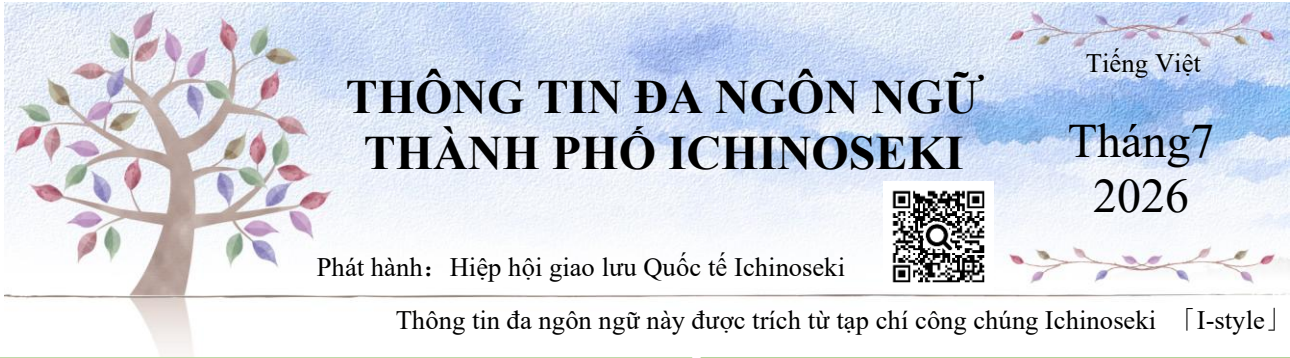 Tiếng Việt
THÔNG TIN ĐA NGÔN NGỮ
THÀNH PHỐ ICHINOSEKI
Tháng7
2026
Phát hành： Hiệp hội giao lưu Quốc tế Ichinoseki
Thông tin đa ngôn ngữ này được trích từ tạp chí công chúng Ichinoseki 「I-style」